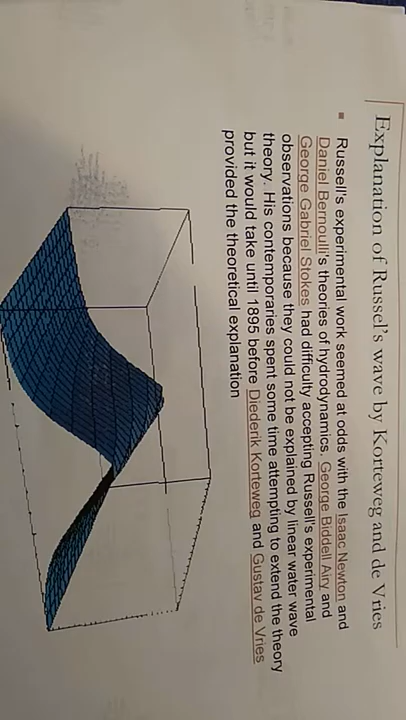 Explanation of Russel's wave by Korteweg and de Vries
▪ Russell's experimental work seemed at odds with the Isaac Newton and
Daniel Bernoulli's theories of hydrodynamics. George Biddell Airy and
George Gabriel Stokes had difficulty accepting Russell's experimental
observations because they could not be explained by linear water wave
theory. His contemporaries spent some time attempting to extend the theory
but it would take until 1895 before Diederik Korteweg and Gustav de Vries
provided the theoretical explanation